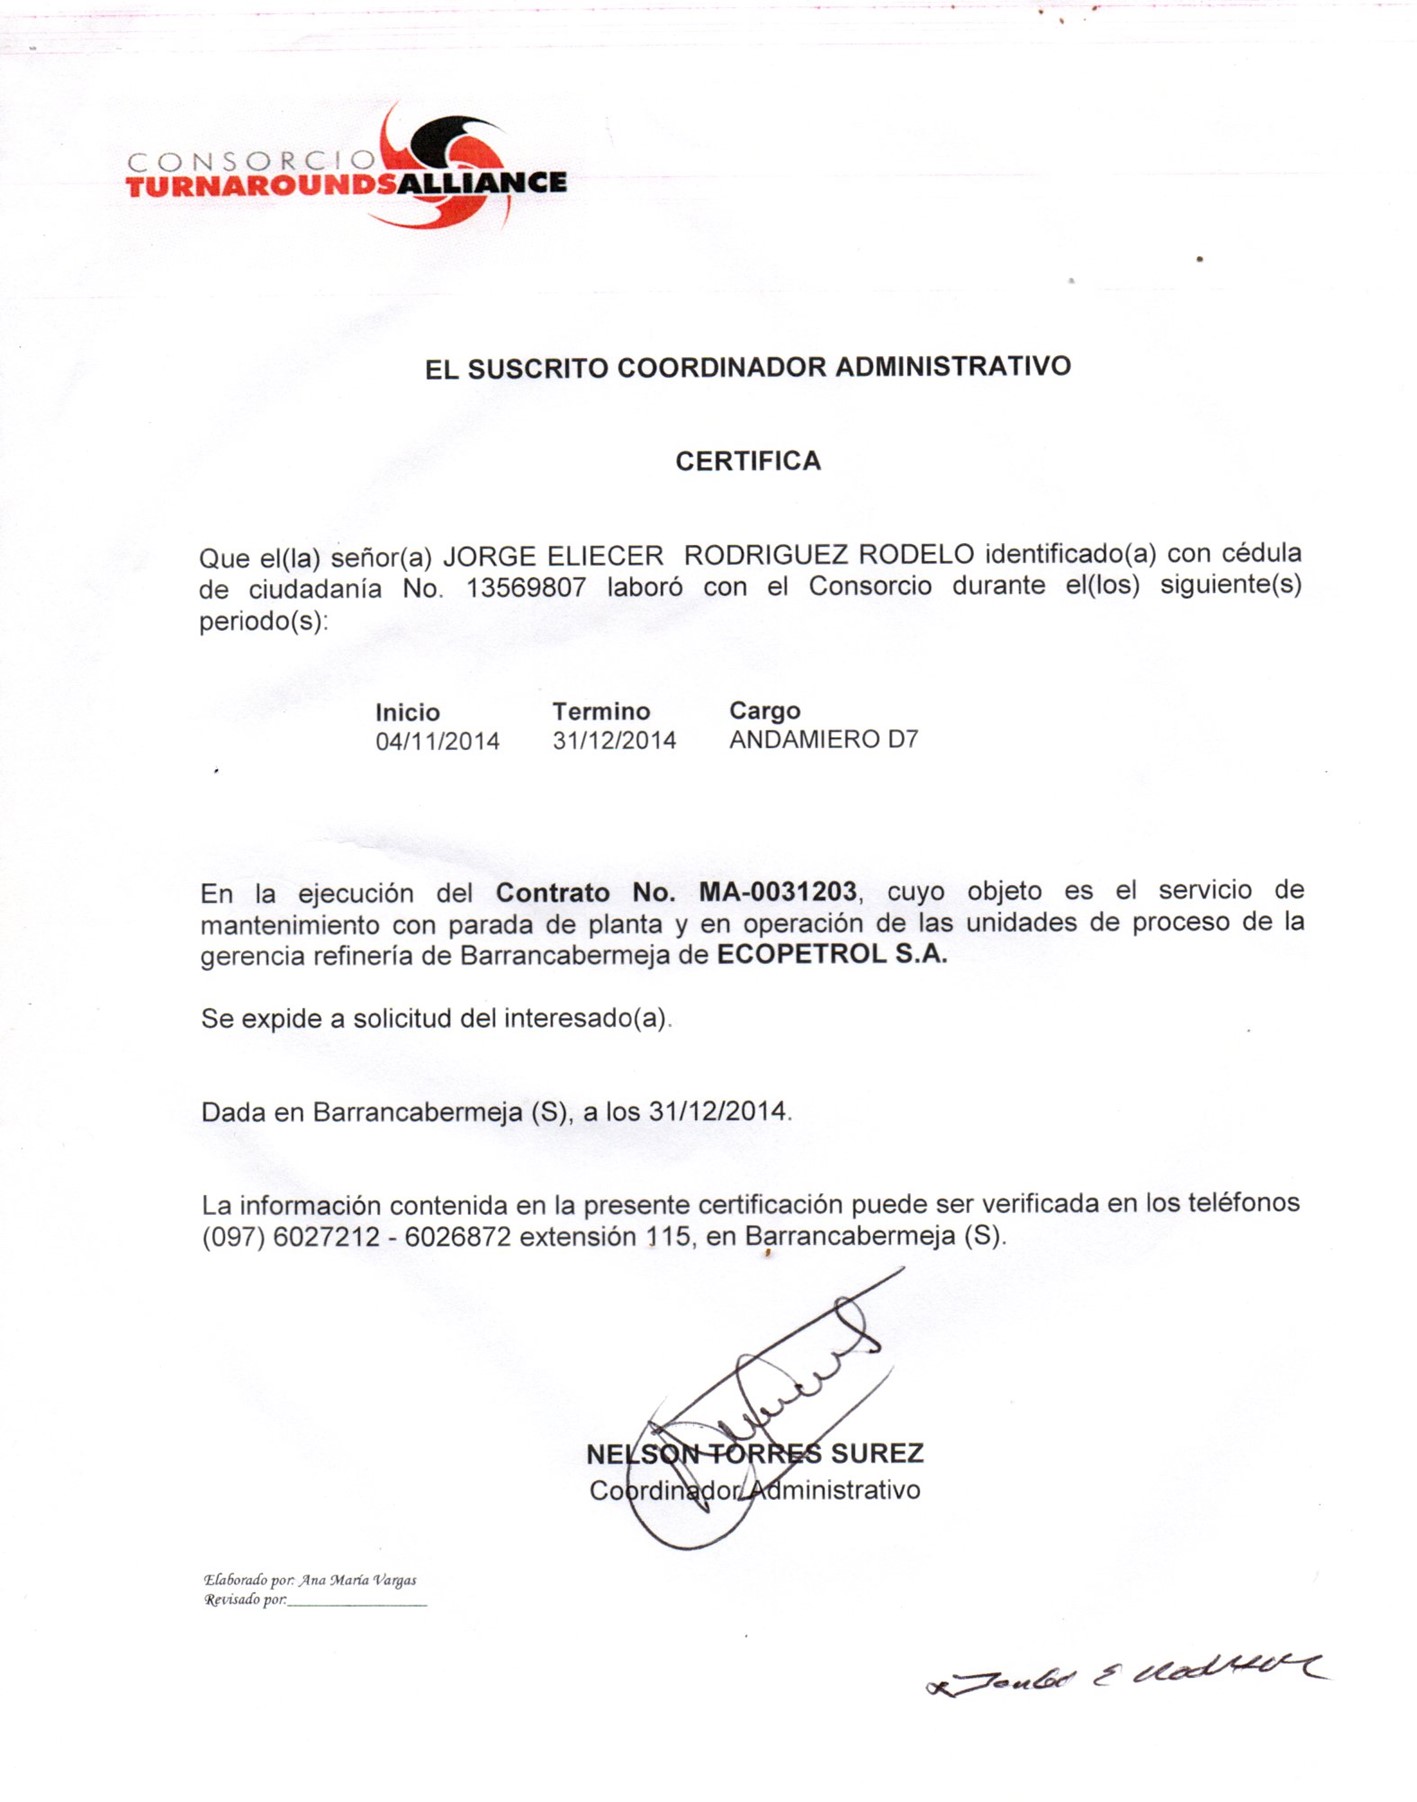 CONSORCIO
TURNAROUNDSALLIANCE
EL SUSCRITO COORDINADOR ADMINISTRATIVO
CERTIFICA
Que el(la) señor(a) JORGE ELIECER RODRIGUEZ RODELO identificado(a) con cédula
de ciudadanía No. 13569807 laboró con el Consorcio durante el(los) siguiente(s)
periodo(s):
Inicio Termino Cargo
04/11/2014 31/12/2014 ANDAMIERO D7
En la ejecución del Contrato No. MA-0031203, cuyo objeto es el servicio de
mantenimiento con parada de planta y en operación de las unidades de proceso de la
gerencia refinería de Barrancabermeja de ECOPETROL S.A.
Se expide a solicitud del interesado(a).
Dada en Barrancabermeja (S), a los 31/12/2014.
La información contenida en la presente certificación puede ser verificada en los teléfonos
(097) 6027212 - 6026872 extensión 115, en Barrancabermeja (S).
NELSON TORRES SUREZ
Coordinador Administrativo
Elaborado por: Ana María Vargas
Revisado por: